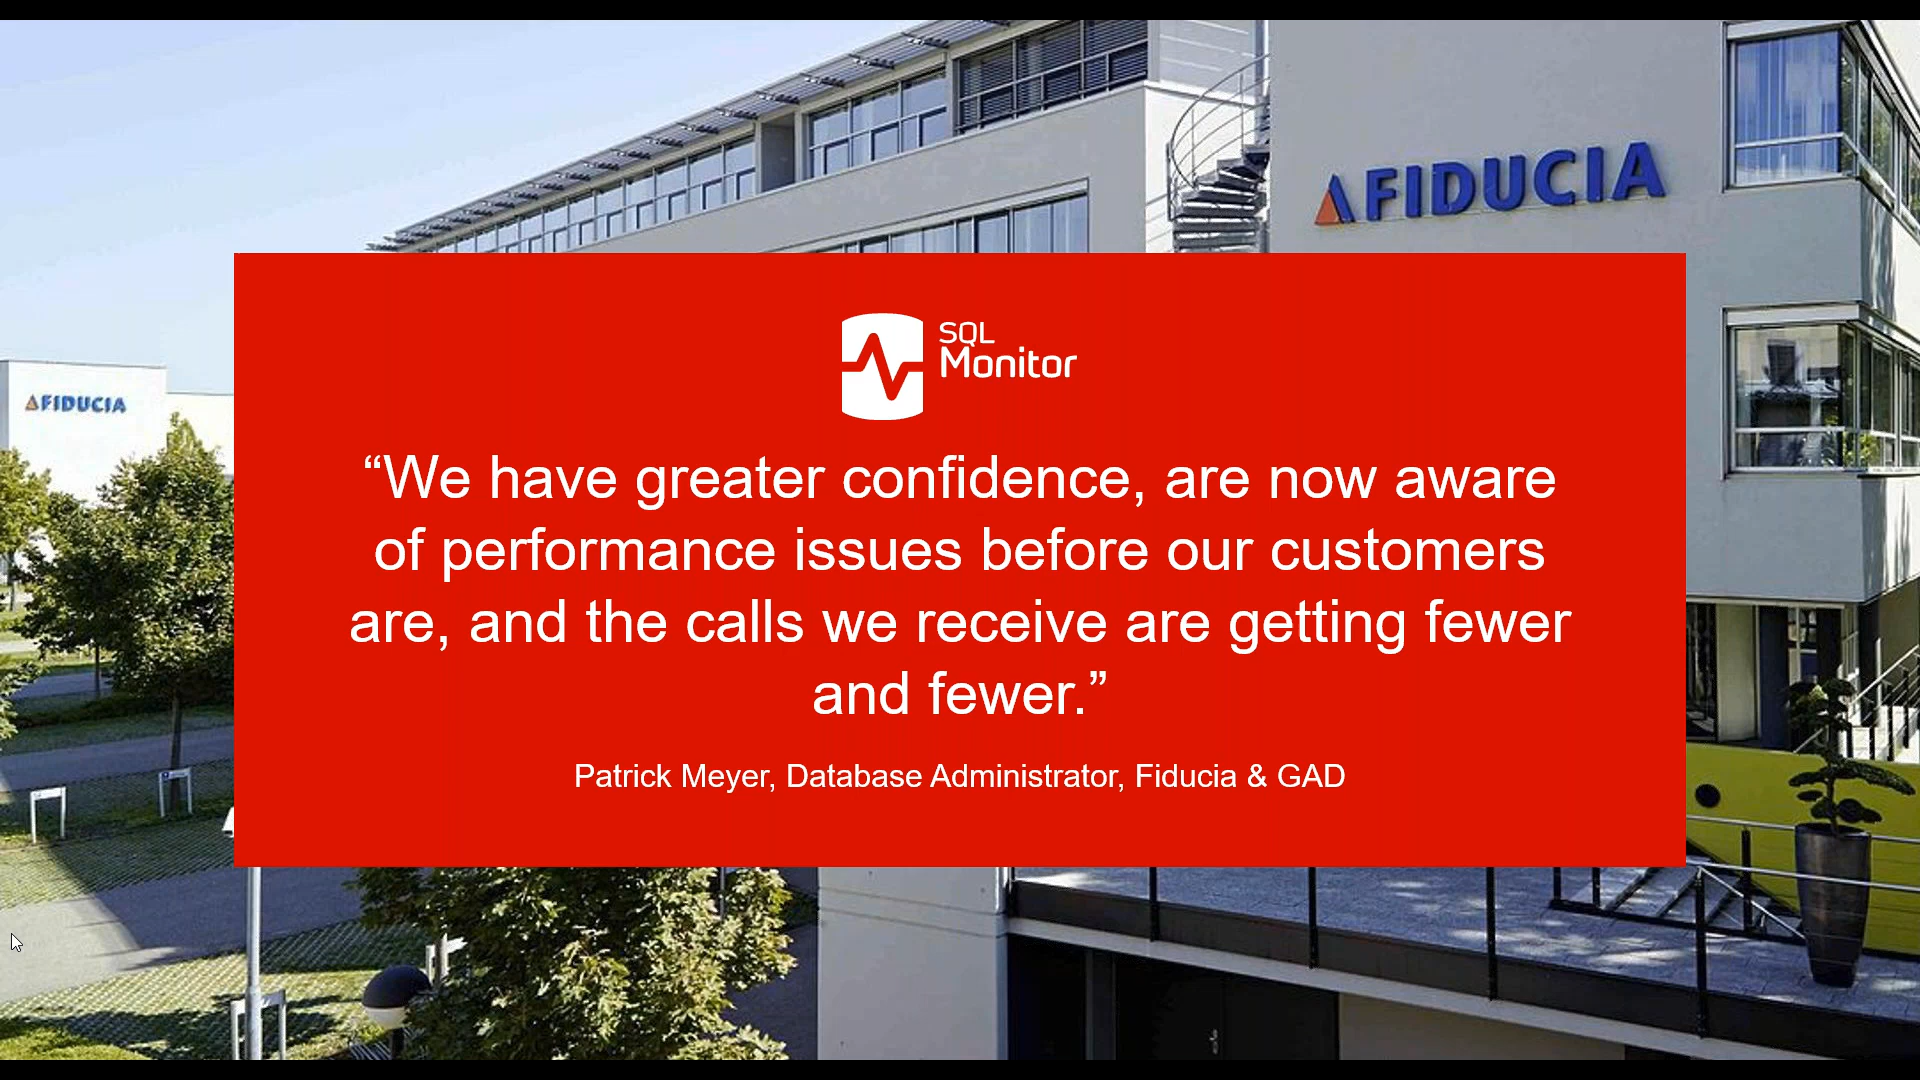 FIDUCIA
FIDUCIA
SQL
Monitor
“We have greater confidence, are now aware
of performance issues before our customers
are, and the calls we receive are getting fewer
and fewer.”
Patrick Meyer, Database Administrator, Fiducia & GAD